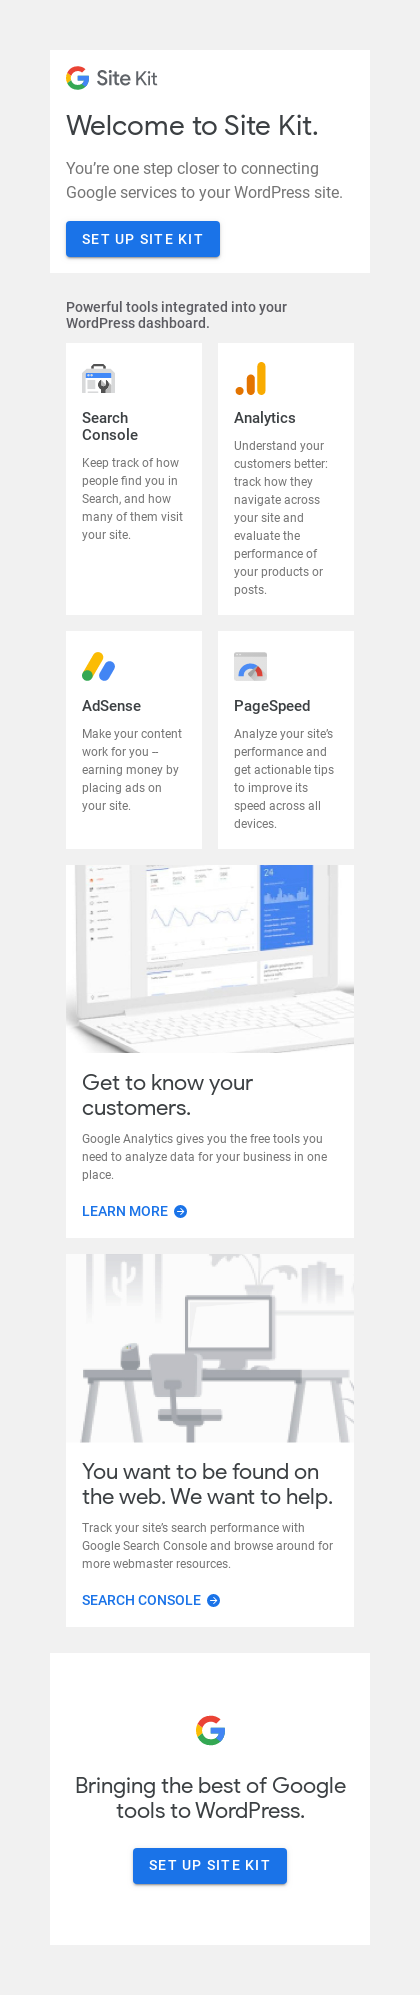 Site Kit
Welcome to Site Kit.
You're one step closer to connecting
Google services to your WordPress site.
SET UP SITE KIT
Powerful tools integrated into your
WordPress dashboard.
Search
Console
Keep track of how
people find you in
Search, and how
many of them visit
your site.
Analytics
Understand your
customers better:
track how they
navigate across
your site and
evaluate the
performance of
your products or
posts.
AdSense
Make your content
work for you –
earning money by
placing ads on
your site.
PageSpeed
Analyze your site's
performance and
get actionable tips
to improve its
speed across all
devices.
24
Get to know your
customers.
Google Analytics gives you the free tools you
need to analyze data for your business in one
place.
LEARN MORE
You want to be found on
the web. We want to help.
Track your site's search performance with
Google Search Console and browse around for
more webmaster resources.
SEARCH CONSOLE
Bringing the best of Google
tools to WordPress.
SET UP SITE KIT